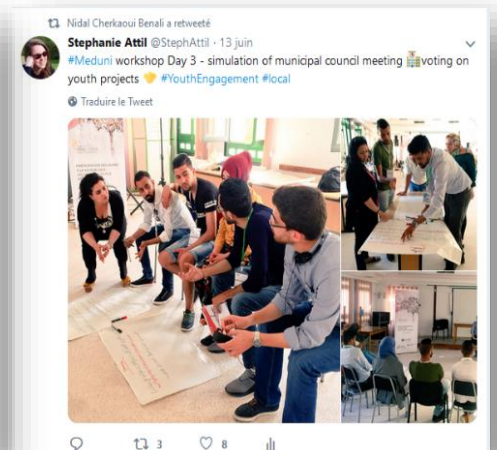 Nidal Cherkaoui Benali a retweeté
Stephanie Attil @StephAttil · 13 juin
#Meduni workshop Day 3 - simulation of municipal council meeting voting on
youth projects #YouthEngagement #local
Traduire le Tweet
3 8